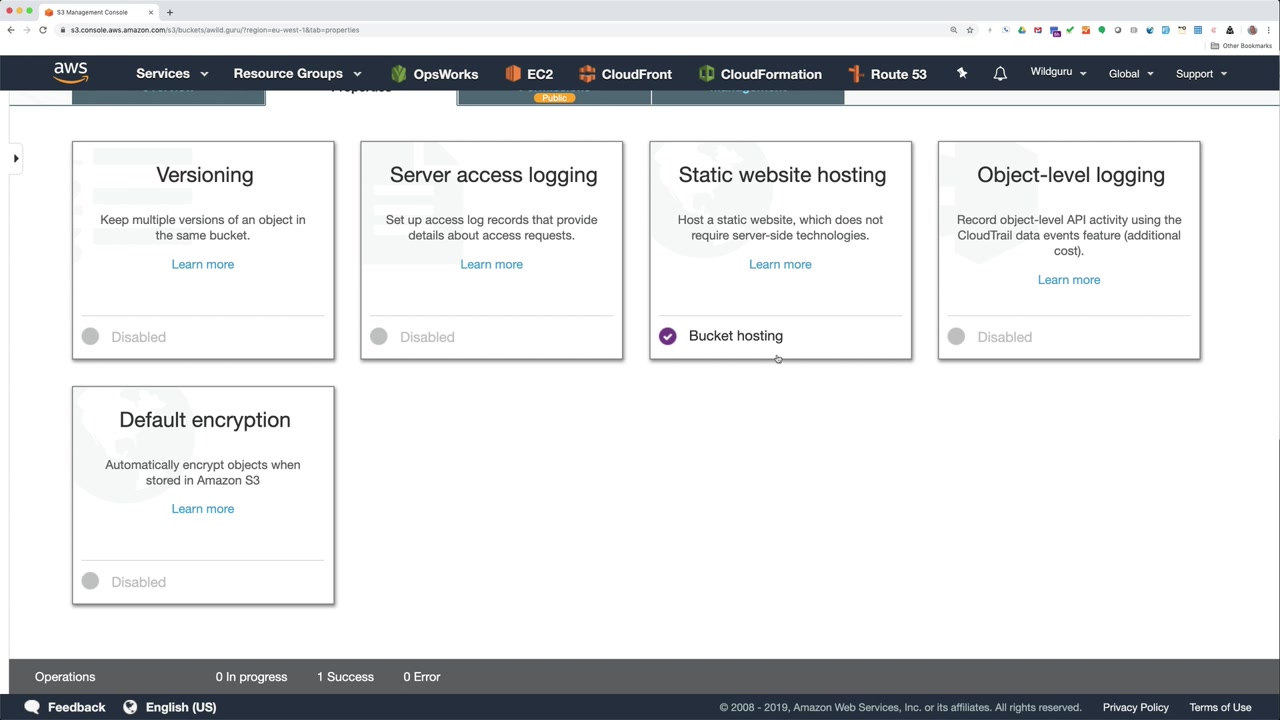 S3 Management Console
s3.console.aws.amazon.com/s3/buckets/awild.guru/?region=eu-west-1&tab=properties
Other Bookmarks
aws
Services
Resource Groups
OpsWorks
EC2
CloudFront
CloudFormation
Route 53
Wildguru
Global
Support
Overview
Properties
Permissions
Public
Management
Versioning
Keep multiple versions of an object in
the same bucket.
Learn more
Disabled
Server access logging
Set up access log records that provide
details about access requests.
Learn more
Disabled
Static website hosting
Host a static website, which does not
require server-side technologies.
Learn more
Bucket hosting
Object-level logging
Record object-level API activity using the
CloudTrail data events feature (additional
cost).
Learn more
Disabled
Default encryption
Automatically encrypt objects when
stored in Amazon S3
Learn more
Disabled
Operations
0 In progress
1 Success
0 Error
Feedback
English (US)
© 2008 - 2019, Amazon Web Services, Inc. or its affiliates. All rights reserved.
Privacy Policy
Terms of Use